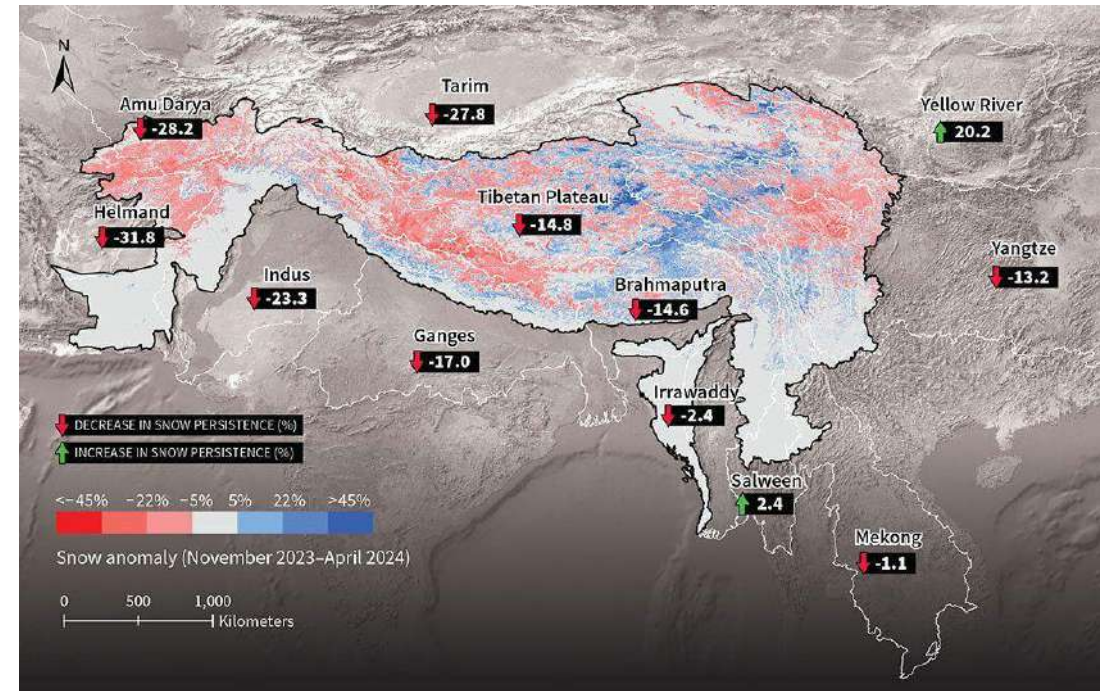 N
Tarim
-27.8
Amu Darya
-28.2
Yellow River
20.2
Tibetan Plateau
-14.8
Helmand
-31.8
Yangtze
-13.2
Indus
-23.3
Brahmaputra
-14.6
Ganges
-17.0
Irrawaddy
-2.4
DECREASE IN SNOW PERSISTENCE (%)
INCREASE IN SNOW PERSISTENCE (%)
Salween
2.4
<-45% -22% -5% 5% 22% >45%
Snow anomaly (November 2023–April 2024)
Mekong
-1.1
0 500 1,000
Kilometers